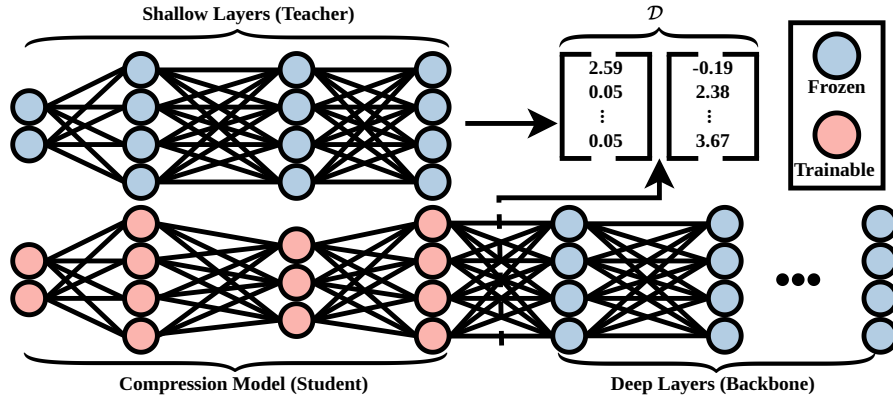 Shallow Layers (Teacher)
𝒟
2.59
0.05
⋮
0.05
-0.19
2.38
⋮
3.67
Frozen
Trainable
Compression Model (Student)
Deep Layers (Backbone)